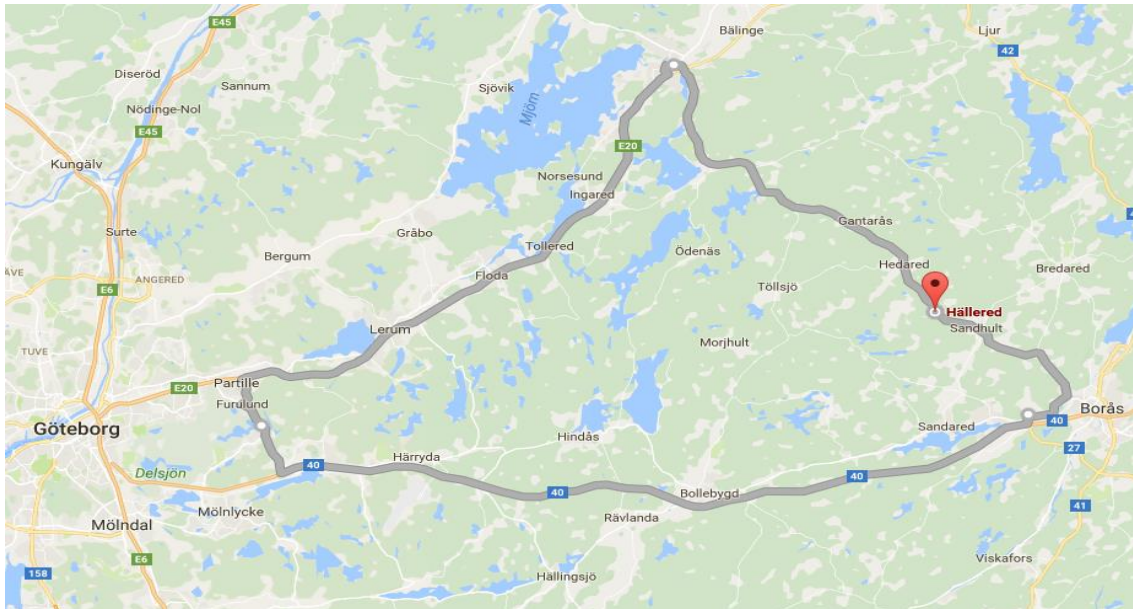 E45
Bälinge
Ljur
42
Diseröd
Sannum
Sjövik
Mjörn
Nödinge-Nol
E45
E20
Kungälv
Norsesund
Ingared
Surte
Gråbo
Tollered
Ödenäs
Gantarås
Bergum
Floda
Hedared
Bredared
ANGERED
E6
Töllsjö
Hällered
Sandhult
Lerum
Morjhult
TUVE
Partille
E20
Furulund
Göteborg
Borås
40
Sandared
Hindås
27
Härryda
40
Delsjön
40
Bollebygd
40
41
Mölnlycke
Rävlanda
Mölndal
E6
Viskafors
158
Hällingsjö